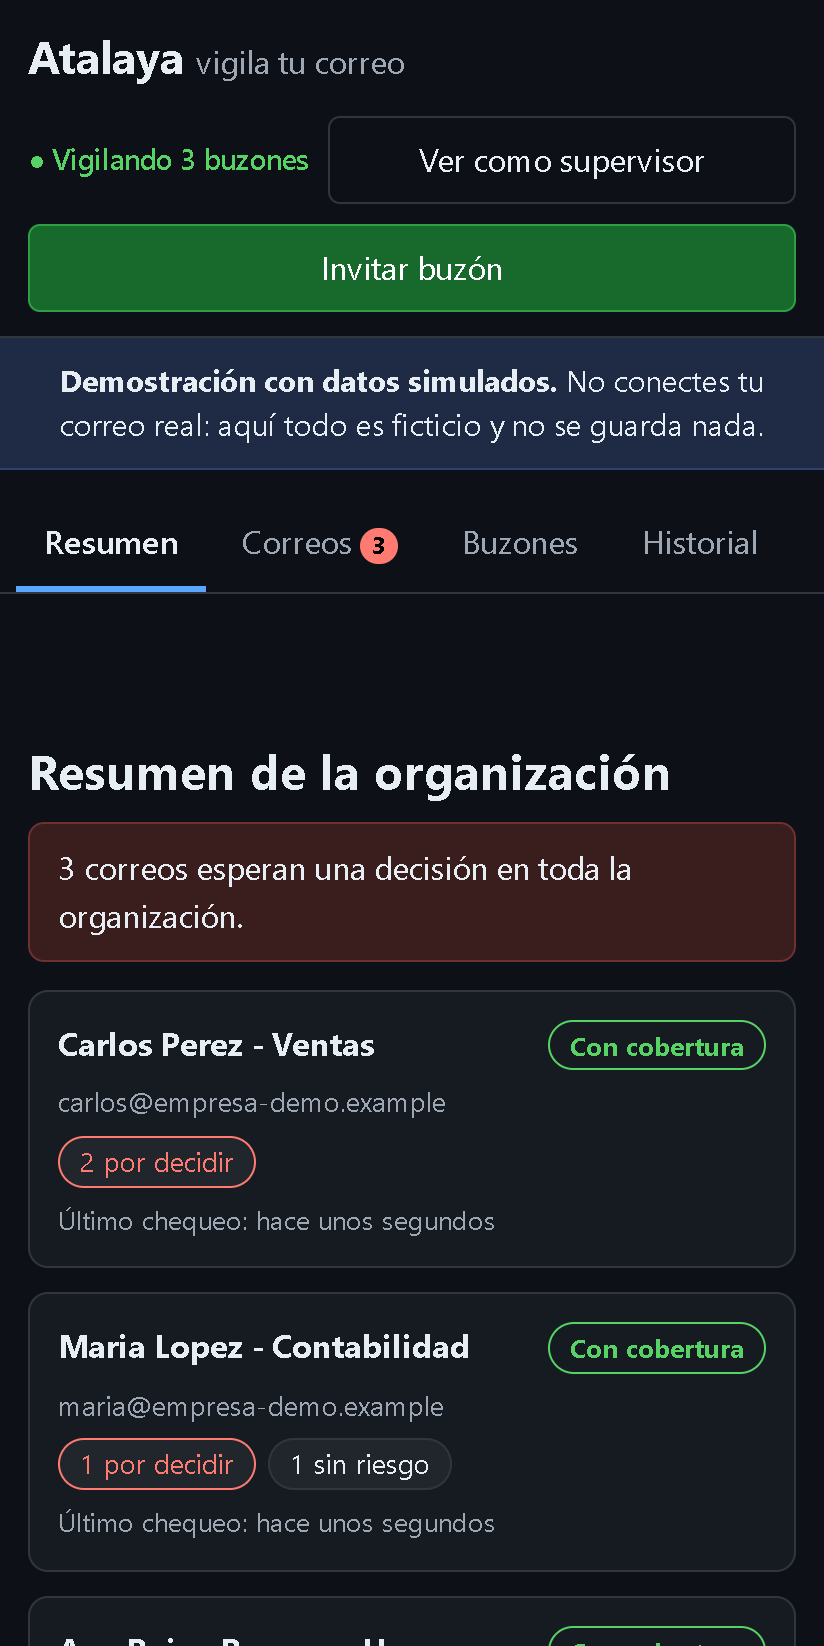 Atalaya vigila tu correo
● Vigilando 3 buzones
Ver como supervisor
Invitar buzón
Demostración con datos simulados. No conectes tu
correo real: aquí todo es ficticio y no se guarda nada.
Resumen
Correos 3
Buzones
Historial
Resumen de la organización
3 correos esperan una decisión en toda la
organización.
Carlos Perez - Ventas
Con cobertura
carlos@empresa-demo.example
2 por decidir
Último chequeo: hace unos segundos
Maria Lopez - Contabilidad
Con cobertura
maria@empresa-demo.example
1 por decidir
1 sin riesgo
Último chequeo: hace unos segundos